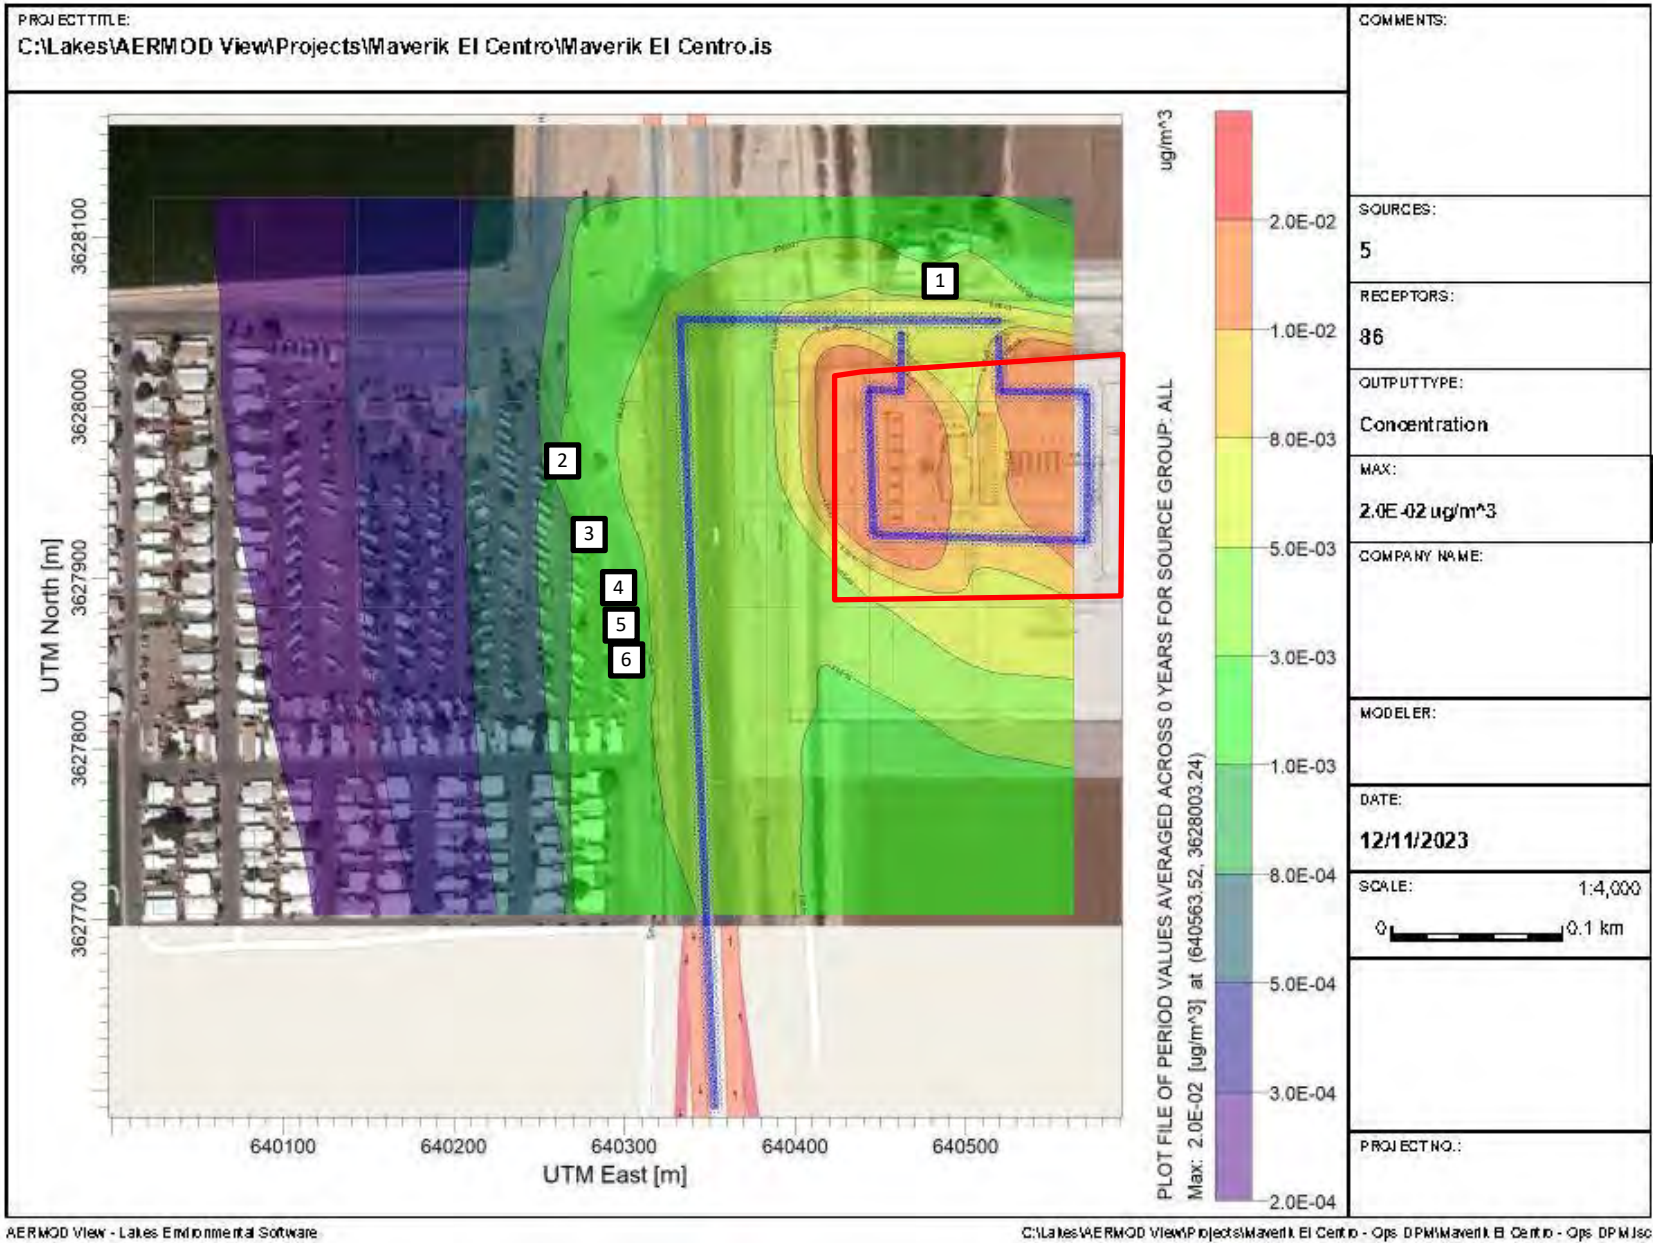 PROJECT TITLE:
C:\Lakes\AERMOD View\Projects\Maverik El Centro\Maverik El Centro.is
COMMENTS:
SOURCES:
5
RECEPTORS:
86
OUTPUT TYPE:
Concentration
MAX:
2.0E-02 ug/m^3
COMPANY NAME:
MODELER:
DATE:
12/11/2023
SCALE:
1:4,000
0
0.1 km
PROJECT NO.:
UTM North [m]
3628100
3628000
3627900
3627800
3627700
1
2
3
4
5
6
640100
640200
640300
640400
640500
UTM East [m]
PLOT FILE OF PERIOD VALUES AVERAGED ACROSS 0 YEARS FOR SOURCE GROUP: ALL
ug/m^3
Max: 2.0E-02 [ug/m^3] at (640563.52, 3628003.24)
2.0E-02
1.0E-02
8.0E-03
5.0E-03
3.0E-03
1.0E-03
8.0E-04
5.0E-04
3.0E-04
2.0E-04
AERMOD View - Lakes Environmental Software
C:\Lakes\AERMOD View\Projects\Maverik El Centro - Ops DPM\Maverik El Centro - Ops DPM.isc